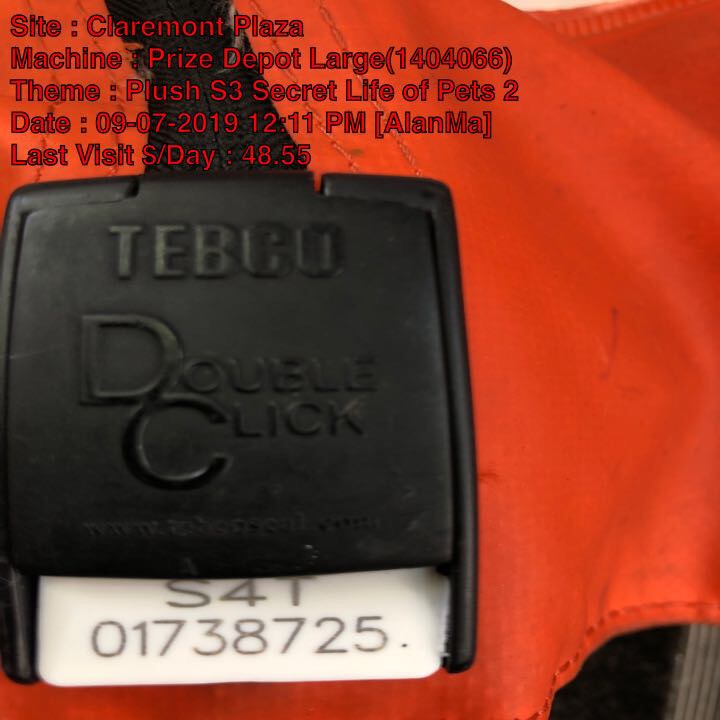 Site : Claremont Plaza
Machine : Prize Depot Large(1404066)
Theme : Plush S3 Secret Life of Pets 2
Date : 09-07-2019 12:11 PM [AlanMa]
Last Visit $/Day : 48.55
TEBCO
DOUBLE
CLICK
S4T
01738725.